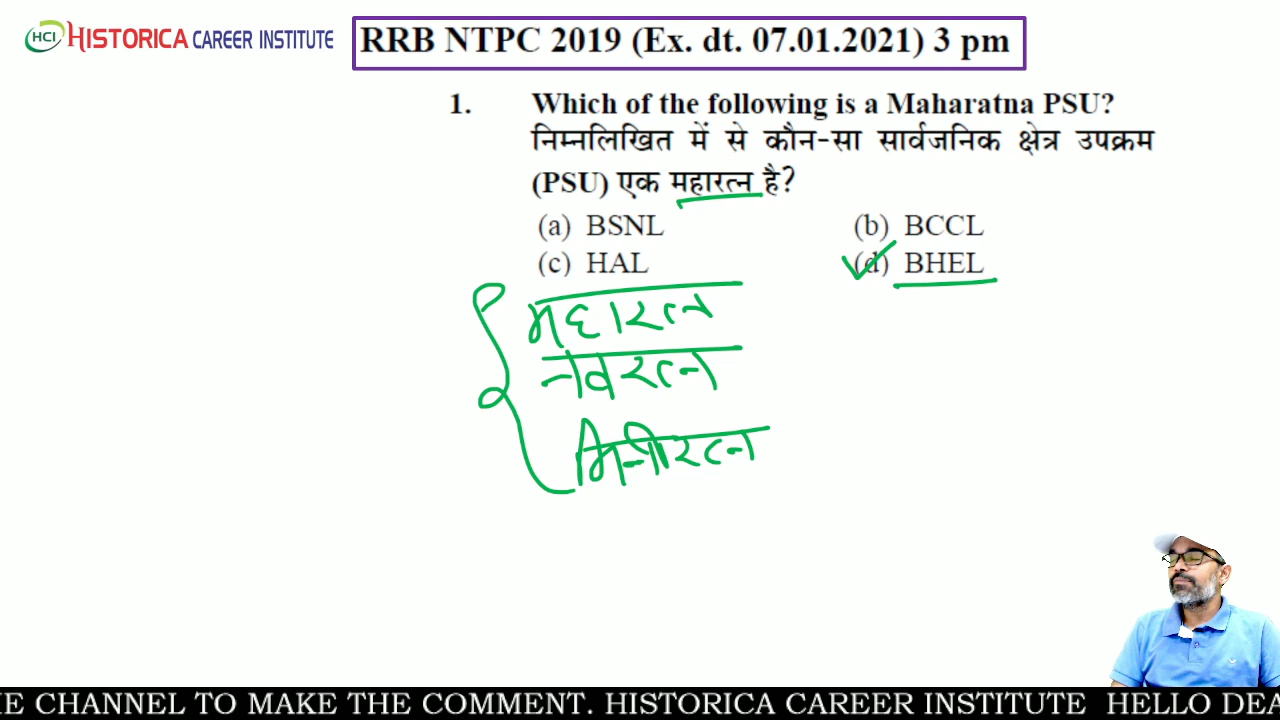 HCI HISTORICA CAREER INSTITUTE
RRB NTPC 2019 (Ex. dt. 07.01.2021) 3 pm
1. Which of the following is a Maharatna PSU?
निम्नलिखित में से कौन-सा सार्वजनिक क्षेत्र उपक्रम
(PSU) एक महारत्न है?
(a) BSNL (b) BCCL
(c) HAL (d) BHEL
महारत्न
नवरत्न
मिनीरत्न
HE CHANNEL TO MAKE THE COMMENT. HISTORICA CAREER INSTITUTE HELLO DEA